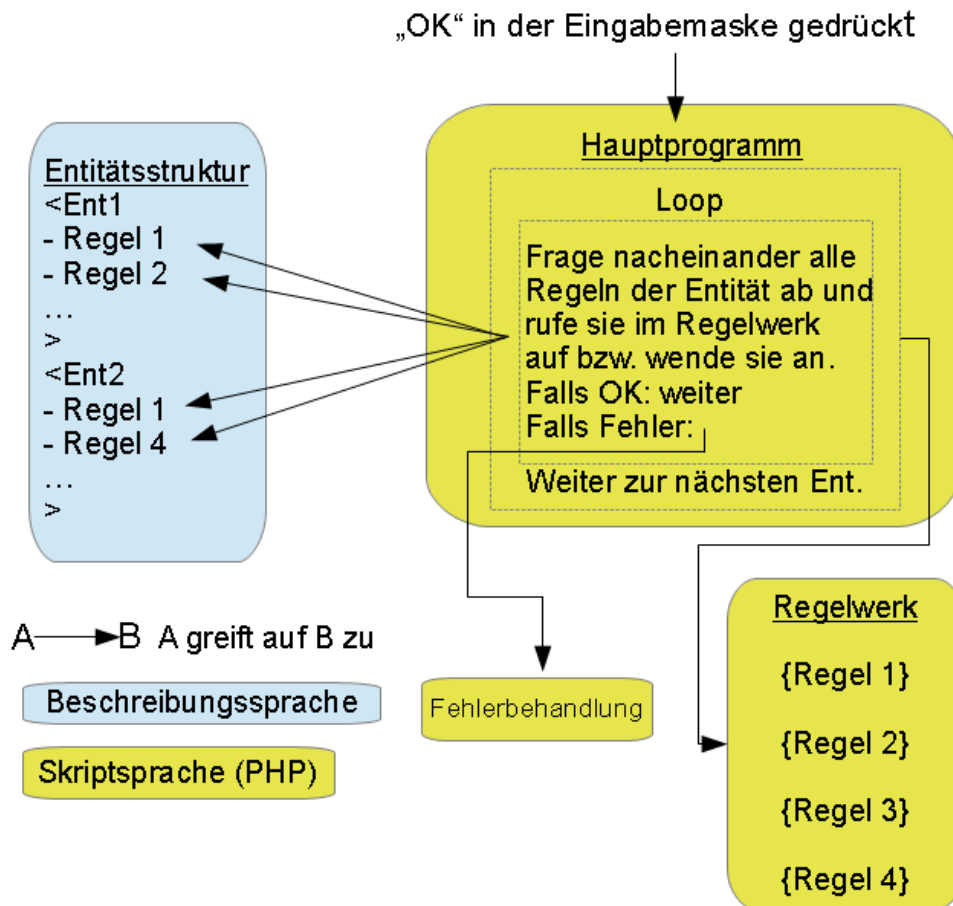 „OK“ in der Eingabemaske gedrückt
Entitätsstruktur
<Ent1
- Regel 1
- Regel 2
...
>
<Ent2
- Regel 1
- Regel 4
...
>
Hauptprogramm
Loop
Frage nacheinander alle
Regeln der Entität ab und
rufe sie im Regelwerk
auf bzw. wende sie an.
Falls OK: weiter
Falls Fehler:
Weiter zur nächsten Ent.
A B A greift auf B zu
Beschreibungssprache
Skriptsprache (PHP)
Fehlerbehandlung
Regelwerk
{Regel 1}
{Regel 2}
{Regel 3}
{Regel 4}